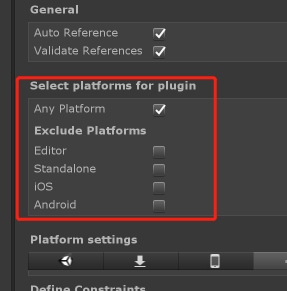 General
Auto Reference
Validate References
Select platforms for plugin
Any Platform
Exclude Platforms
Editor
Standalone
iOS
Android
Platform settings
Define Constraints